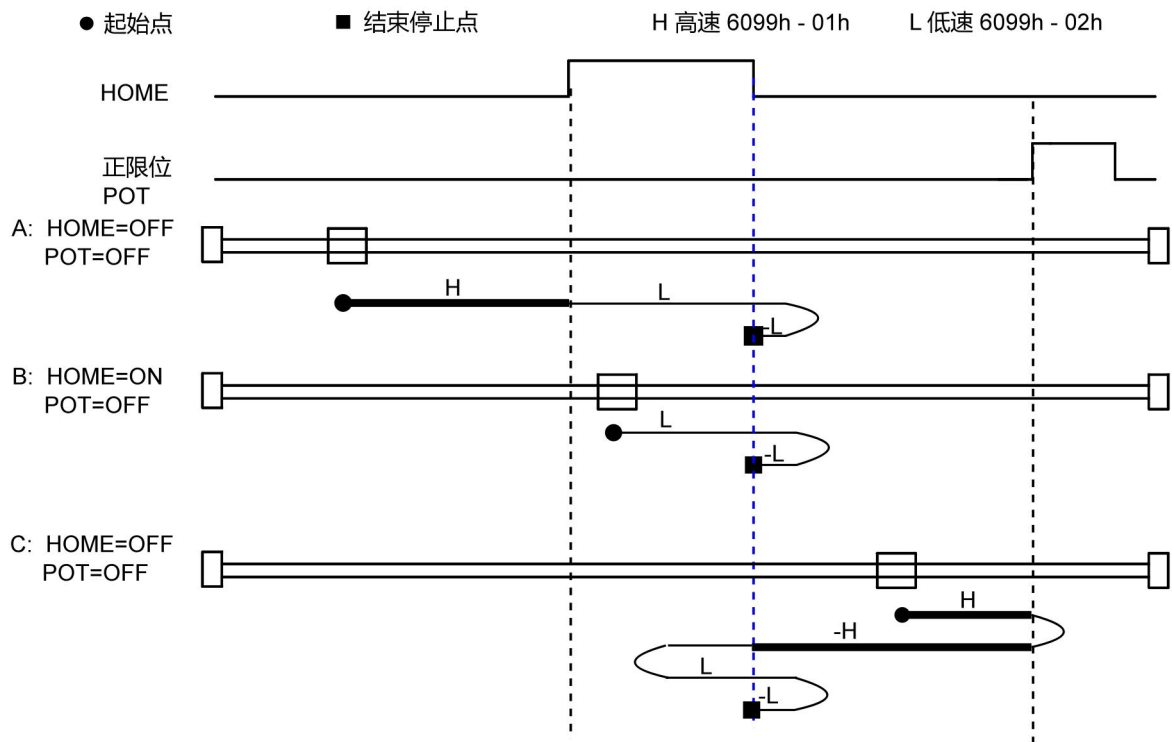 起始点
结束停止点
H 高速 6099h - 01h
L 低速 6099h - 02h
HOME
正限位
POT
A: HOME=OFF
POT=OFF
H
L
-L
B: HOME=ON
POT=OFF
L
-L
C: HOME=OFF
POT=OFF
H
-H
L
-L